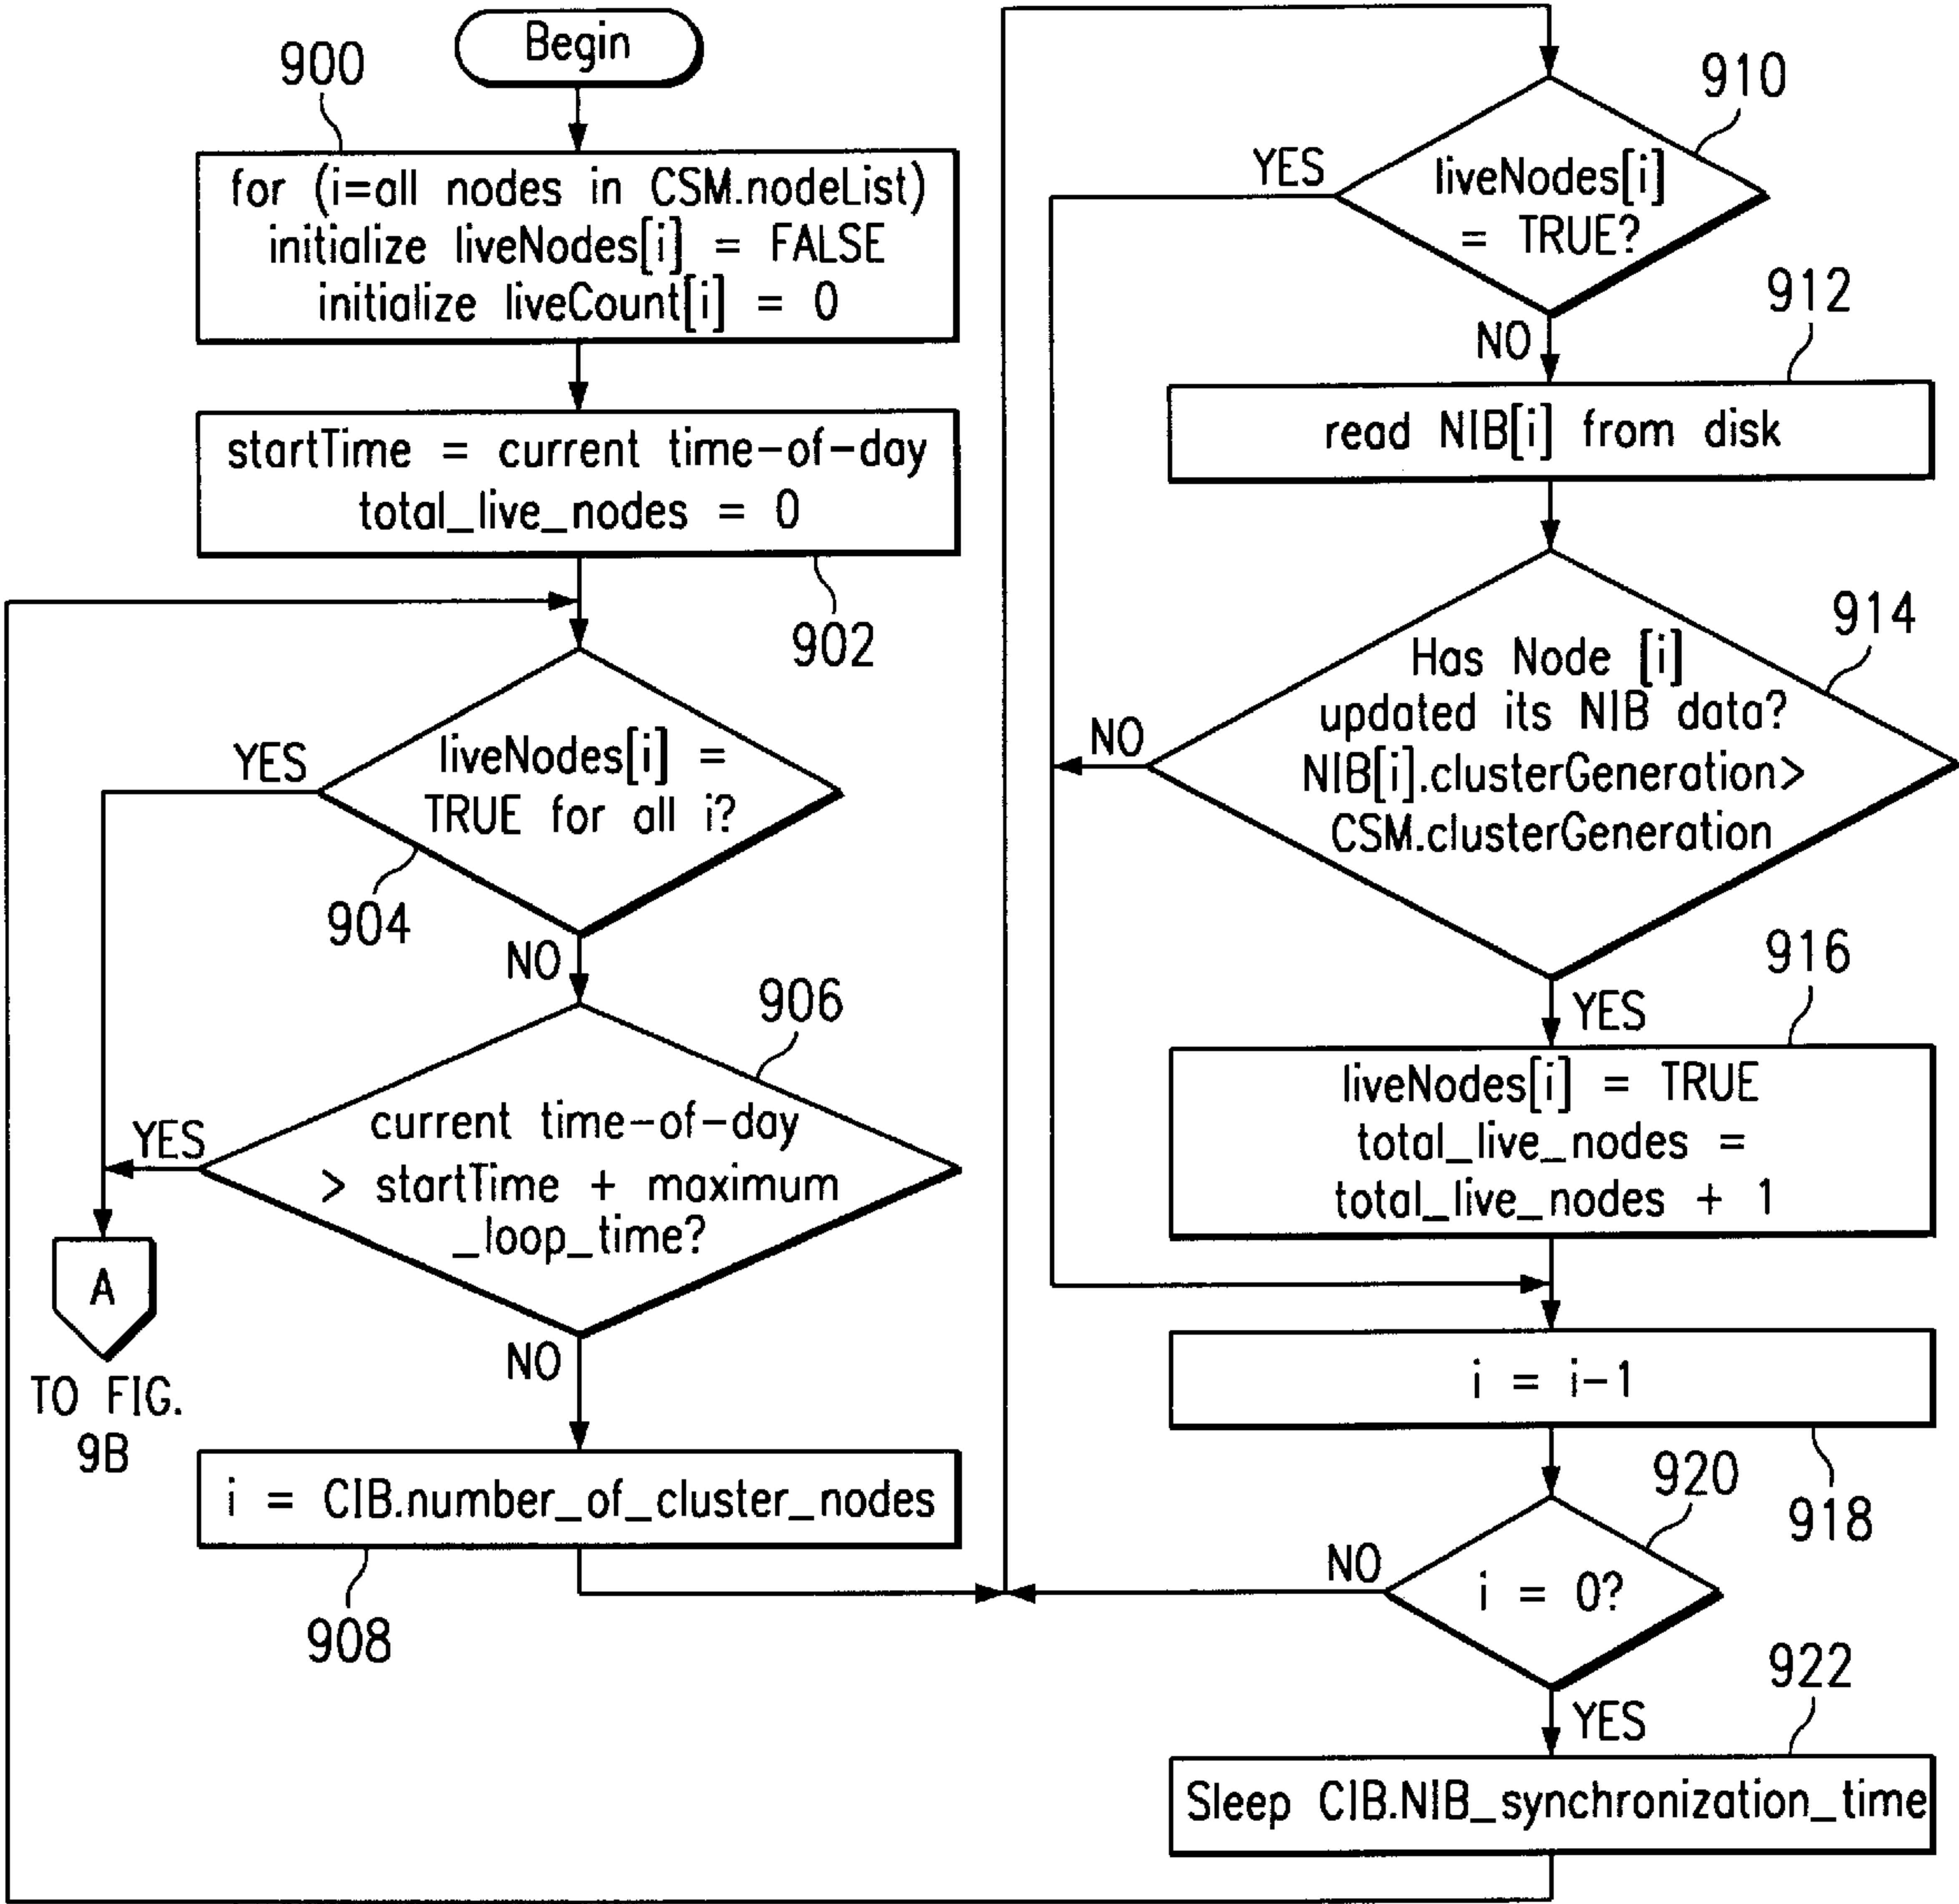 Begin
900
for (i=all nodes in CSM.nodeList)
initialize liveNodes[i] = FALSE
initialize liveCount[i] = 0
startTime = current time-of-day
total_live_nodes = 0
902
YES
liveNodes[i] =
TRUE for all i?
904
NO
906
YES
current time-of-day
> startTime + maximum
_loop_time?
A
TO FIG.
9B
NO
i = CIB.number_of_cluster_nodes
908
910
YES
liveNodes[i]
= TRUE?
NO
912
read NIB[i] from disk
914
Has Node [i]
updated its NIB data?
NIB[i].clusterGeneration>
CSM.clusterGeneration
NO
YES
916
liveNodes[i] = TRUE
total_live_nodes =
total_live_nodes + 1
i = i-1
918
920
NO
i = 0?
YES
922
Sleep CIB.NIB_synchronization_time